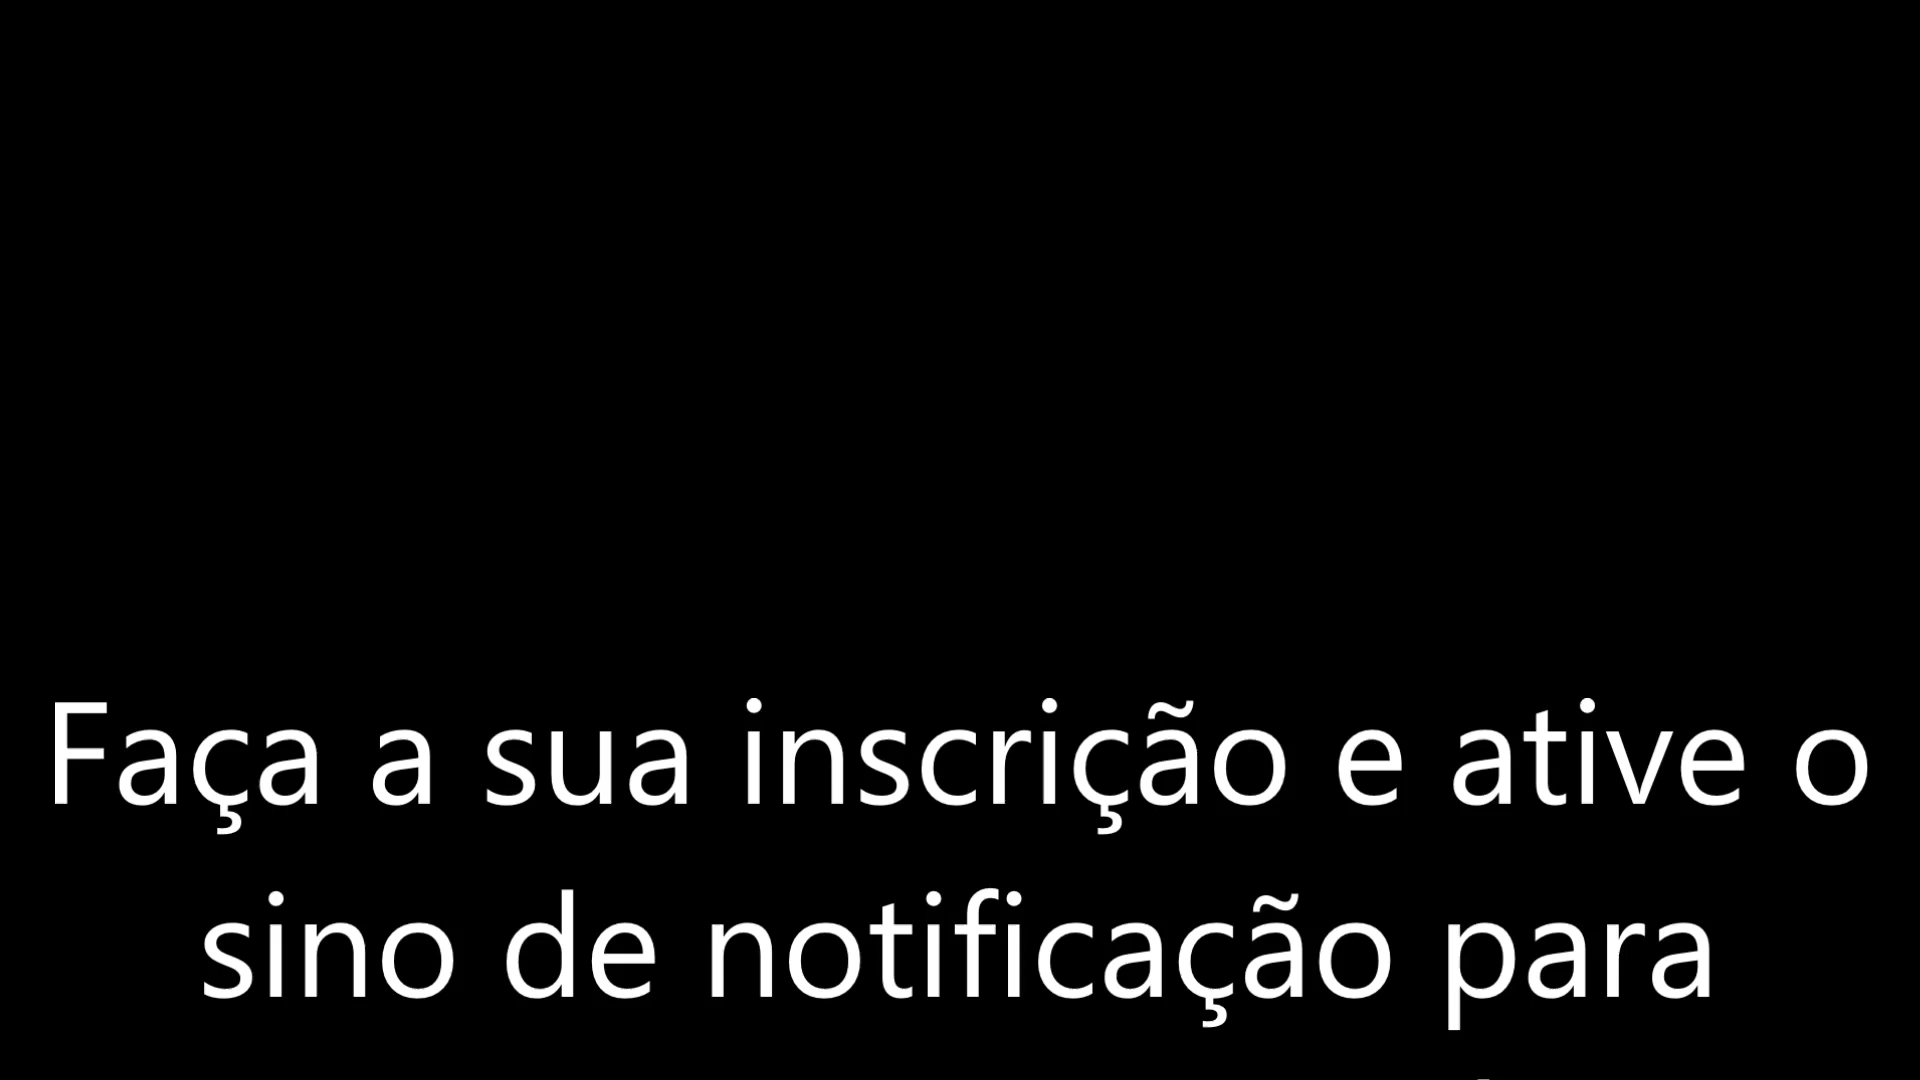 Faça a sua inscrição e ative o
sino de notificação para